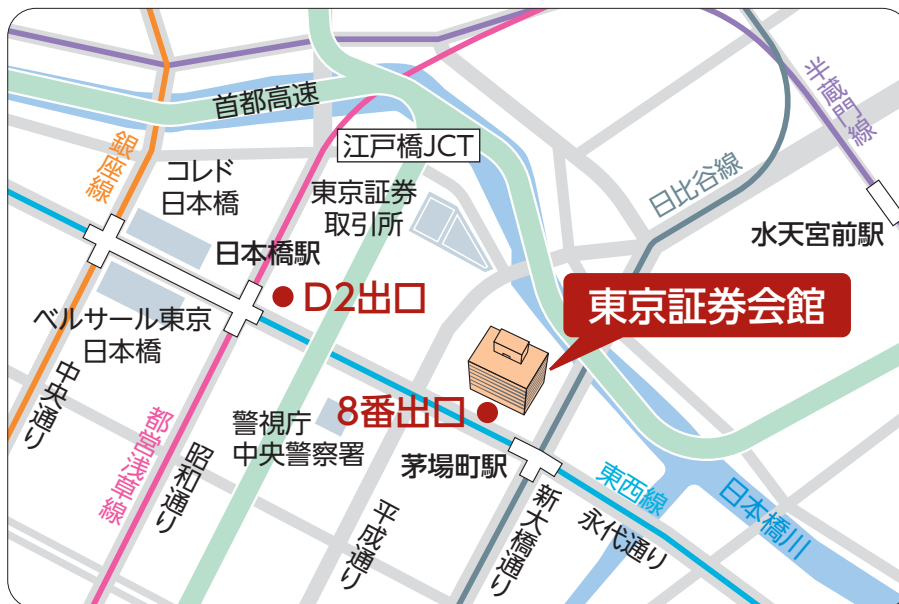 首都高速
半蔵門線
江戸橋JCT
銀座線
コレド
日本橋
東京証券
取引所
日比谷線
水天宮前駅
日本橋駅
D2出口
東京証券会館
ベルサール東京
日本橋
中央通り
都営浅草線
昭和通り
警視庁
中央警察署
8番出口
茅場町駅
平成通り
新大橋通り
東西線
永代通り
日本橋川